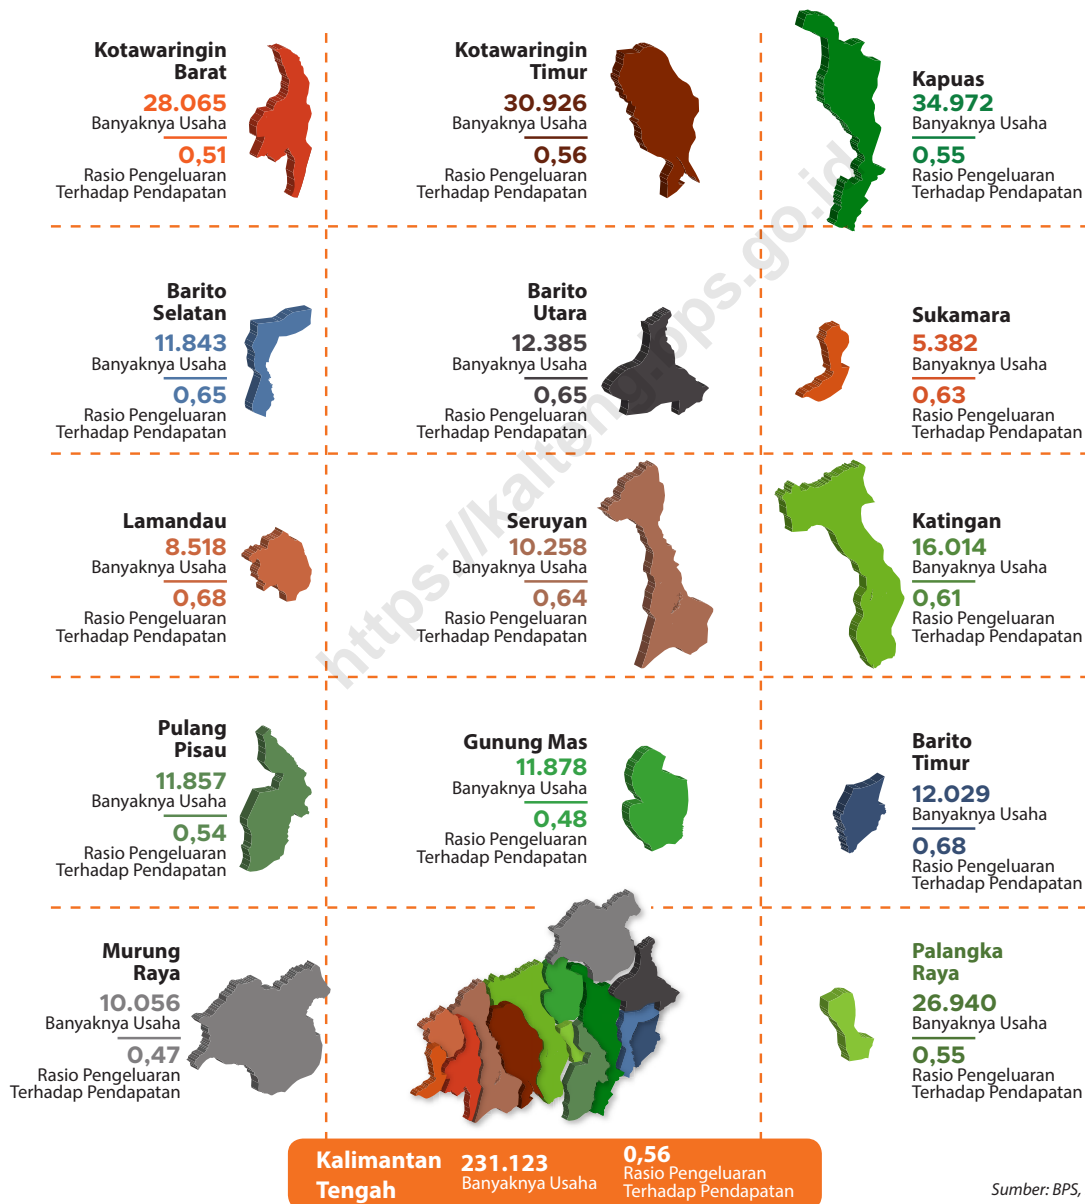 Kotawaringin
Barat
28.065
Banyaknya Usaha
0,51
Rasio Pengeluaran
Terhadap Pendapatan
Kotawaringin
Timur
30.926
Banyaknya Usaha
0,56
Rasio Pengeluaran
Terhadap Pendapatan
Kapuas
34.972
Banyaknya Usaha
0,55
Rasio Pengeluaran
Terhadap Pendapatan
Barito
Selatan
11.843
Banyaknya Usaha
0,65
Rasio Pengeluaran
Terhadap Pendapatan
Barito
Utara
12.385
Banyaknya Usaha
0,65
Rasio Pengeluaran
Terhadap Pendapatan
Sukamara
5.382
Banyaknya Usaha
0,63
Rasio Pengeluaran
Terhadap Pendapatan
Lamandau
8.518
Banyaknya Usaha
0,68
Rasio Pengeluaran
Terhadap Pendapatan
Seruyan
10.258
Banyaknya Usaha
0,64
Rasio Pengeluaran
Terhadap Pendapatan
Katingan
16.014
Banyaknya Usaha
0,61
Rasio Pengeluaran
Terhadap Pendapatan
Pulang
Pisau
11.857
Banyaknya Usaha
0,54
Rasio Pengeluaran
Terhadap Pendapatan
Gunung Mas
11.878
Banyaknya Usaha
0,48
Rasio Pengeluaran
Terhadap Pendapatan
Barito
Timur
12.029
Banyaknya Usaha
0,68
Rasio Pengeluaran
Terhadap Pendapatan
Murung
Raya
10.056
Banyaknya Usaha
0,47
Rasio Pengeluaran
Terhadap Pendapatan
Palangka
Raya
26.940
Banyaknya Usaha
0,55
Rasio Pengeluaran
Terhadap Pendapatan
Kalimantan
Tengah
231.123
Banyaknya Usaha
0,56
Rasio Pengeluaran
Terhadap Pendapatan
Sumber: BPS,
https://kalteng.bps.go.id